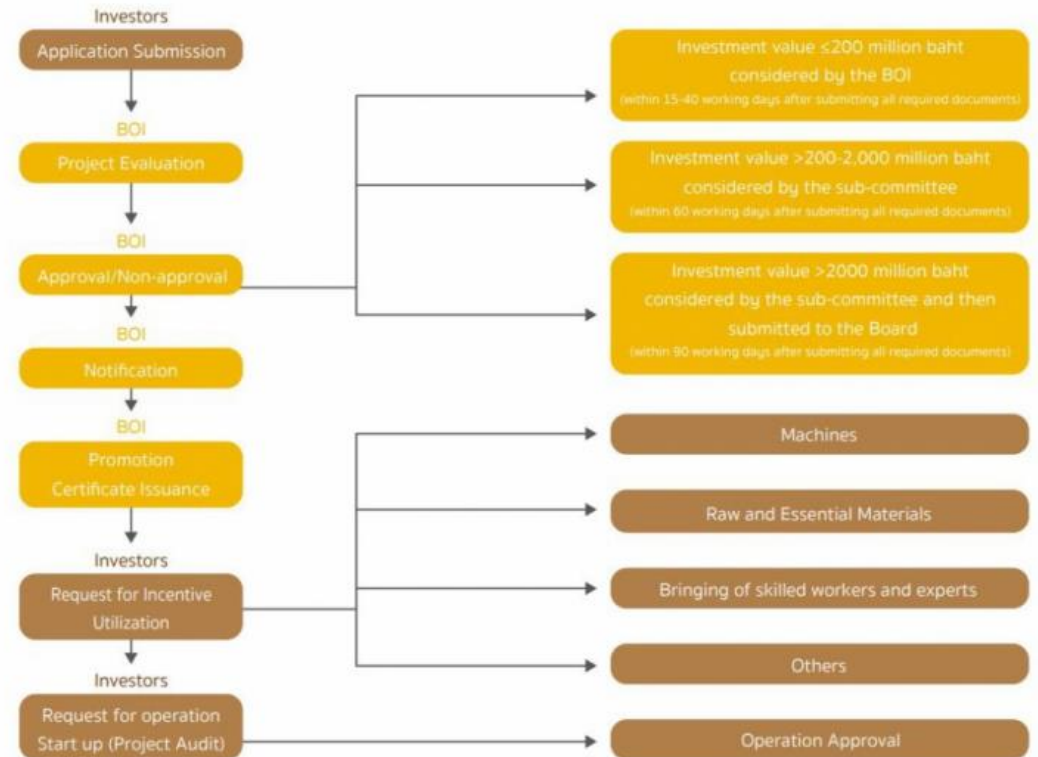 Investors
Application Submission
BOI
Project Evaluation
BOI
Approval/Non-approval
BOI
Notification
BOI
Promotion
Certificate Issuance
Investors
Request for Incentive
Utilization
Investors
Request for operation
Start up (Project Audit)
Investment value ≤200 million baht
considered by the BOI
(within 15-40 working days after submitting all required documents)
Investment value >200-2,000 million baht
considered by the sub-committee
(within 60 working days after submitting all required documents)
Investment value >2000 million baht
considered by the sub-committee and then
submitted to the Board
(within 90 working days after submitting all required documents)
Machines
Raw and Essential Materials
Bringing of skilled workers and experts
Others
Operation Approval